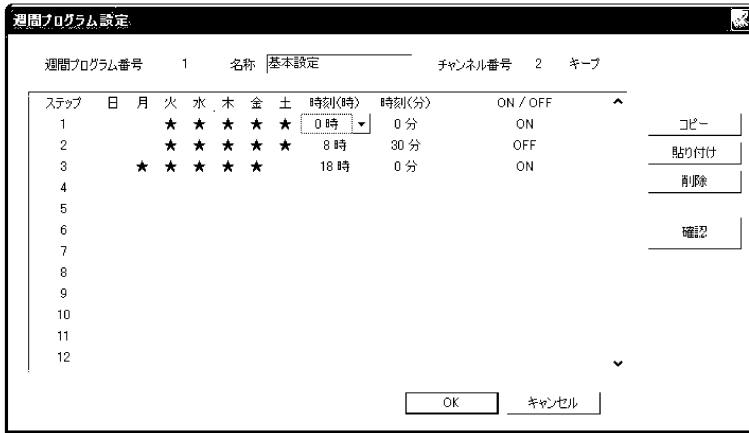 週間プログラム設定
週間プログラム番号 1 名称 基本設定 チャンネル番号 2 キープ
ステップ 日 月 火 水 木 金 土 時刻(時) 時刻(分) ON / OFF
1 ★ ★ ★ ★ ★ 0 時 0 分 ON
2 ★ ★ ★ ★ ★ 8 時 30 分 OFF
3 ★ ★ ★ ★ ★ 18 時 0 分 ON
4
5
6
7
8
9
10
11
12
コピー
貼り付け
削除
確認
OK キャンセル